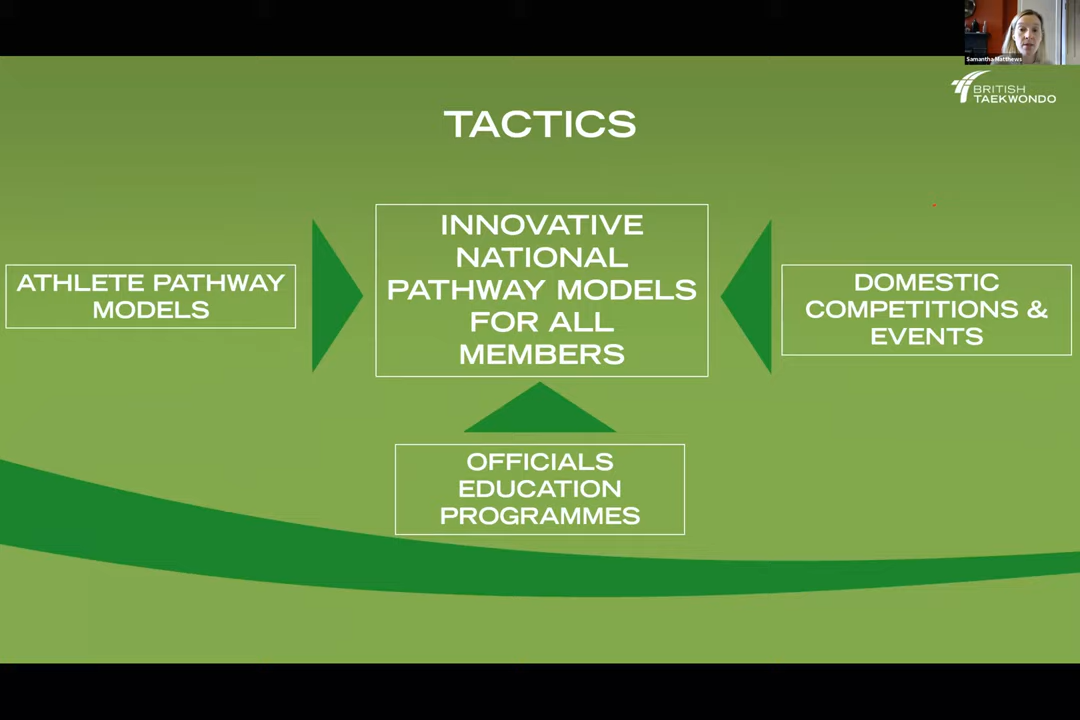 Samantha Matthews
BRITISH
TAEKWONDO
TACTICS
ATHLETE PATHWAY
MODELS
INNOVATIVE
NATIONAL
PATHWAY MODELS
FOR ALL
MEMBERS
DOMESTIC
COMPETITIONS &
EVENTS
OFFICIALS
EDUCATION
PROGRAMMES